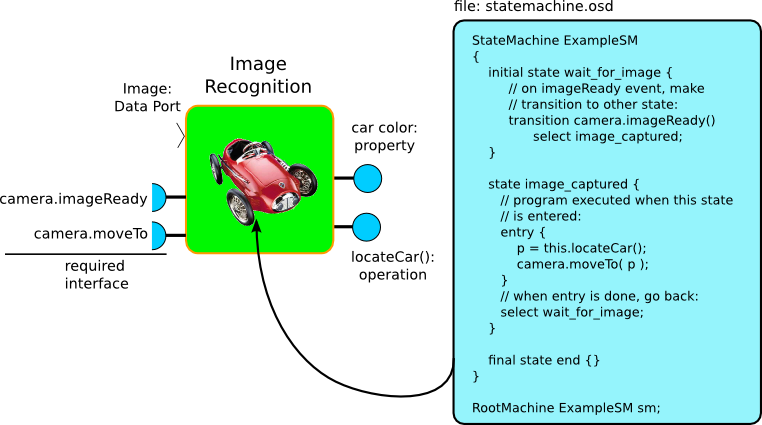 file: statemachine.osd
Image
Recognition
Image:
Data Port
car color:
property
camera.imageReady
camera.moveTo
required
interface
locateCar():
operation
StateMachine ExampleSM
{
initial state wait_for_image {
// on imageReady event, make
// transition to other state:
transition camera.imageReady()
select image_captured;
}
state image_captured {
// program executed when this state
// is entered:
entry {
p = this.locateCar();
camera.moveTo( p );
}
// when entry is done, go back:
select wait_for_image;
}
final state end {}
}
RootMachine ExampleSM sm;